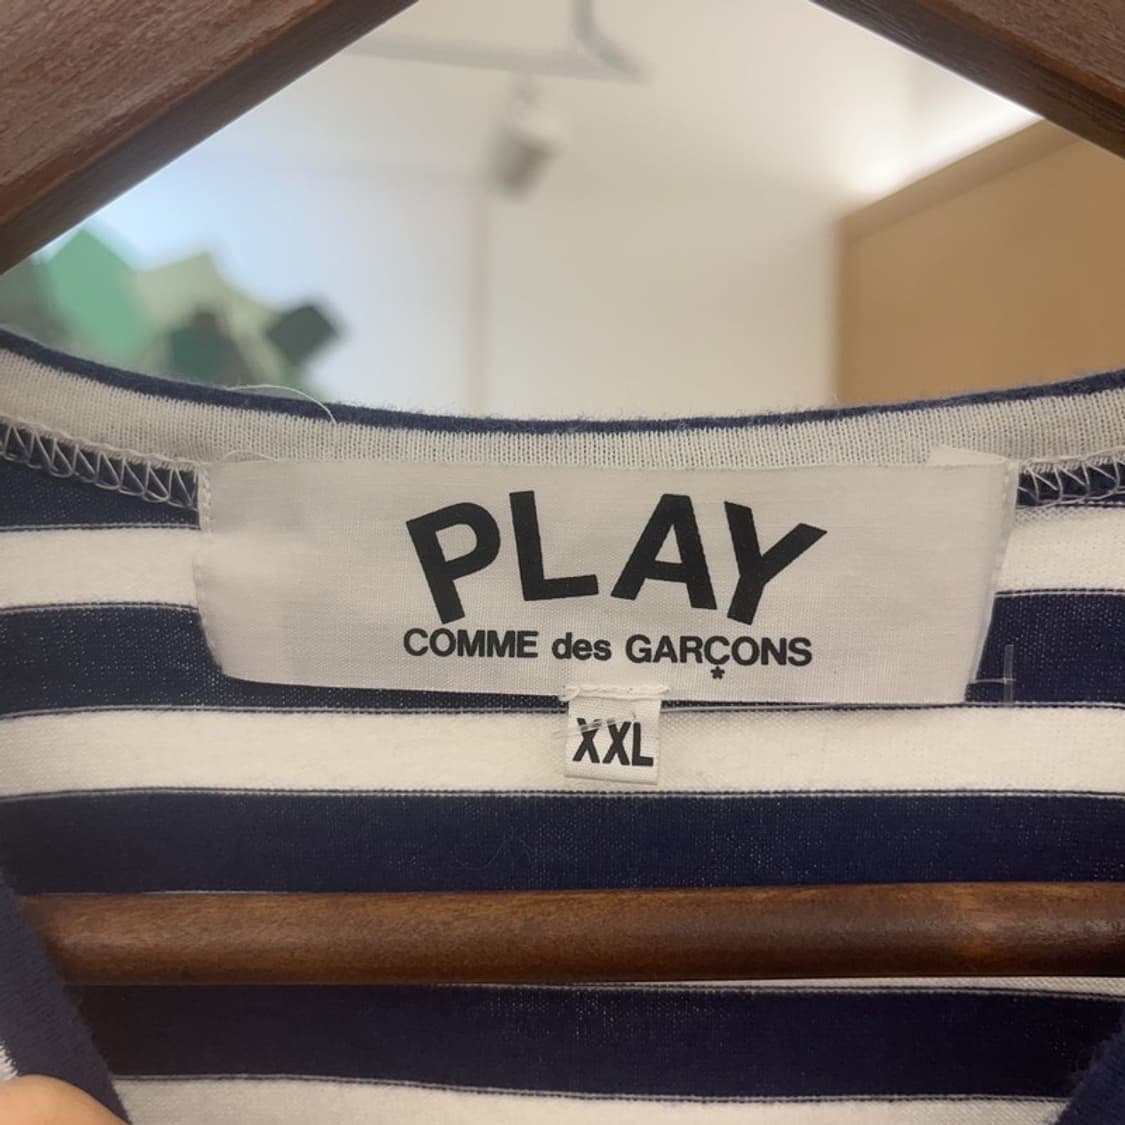 PLAY
COMME des GARÇONS
*
XXL